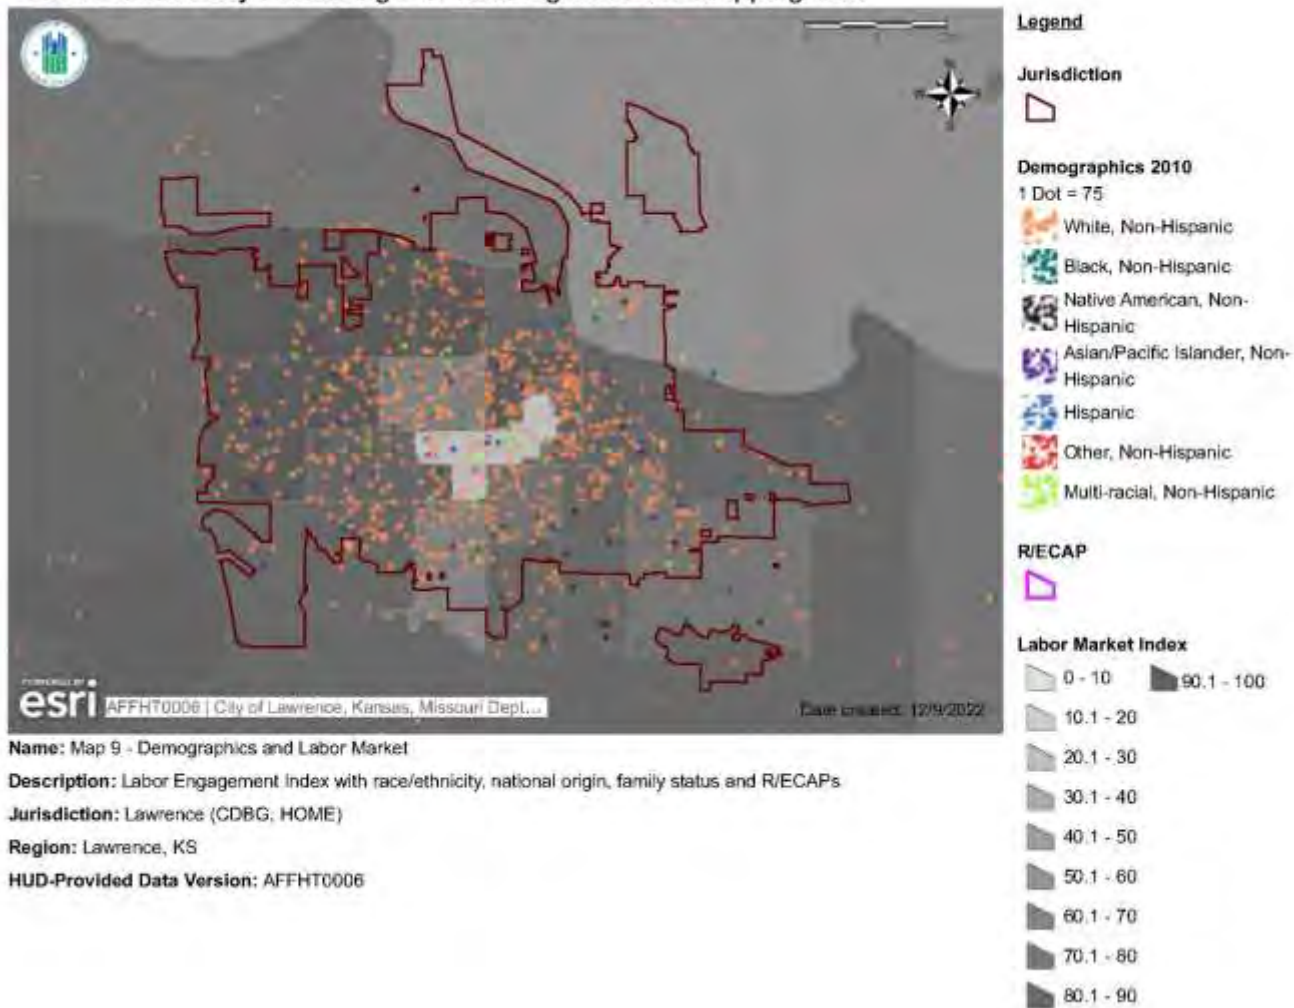 Legend
Jurisdiction
Demographics 2010
1 Dot = 75
White, Non-Hispanic
Black, Non-Hispanic
Native American, Non-
Hispanic
Asian/Pacific Islander, Non-
Hispanic
Hispanic
Other, Non-Hispanic
Multi-racial, Non-Hispanic
R/ECAP
Labor Market Index
0 - 10
90.1 - 100
10.1 - 20
20.1 - 30
30.1 - 40
40.1 - 50
50.1 - 60
60.1 - 70
70.1 - 80
80.1 - 90
POWERED BY
esri
AFFHT0006 | City of Lawrence, Kansas, Missouri Dept...
Date created: 12/9/2022
Name: Map 9 - Demographics and Labor Market
Description: Labor Engagement Index with race/ethnicity, national origin, family status and R/ECAPs
Jurisdiction: Lawrence (CDBG, HOME)
Region: Lawrence, KS
HUD-Provided Data Version: AFFHT0006